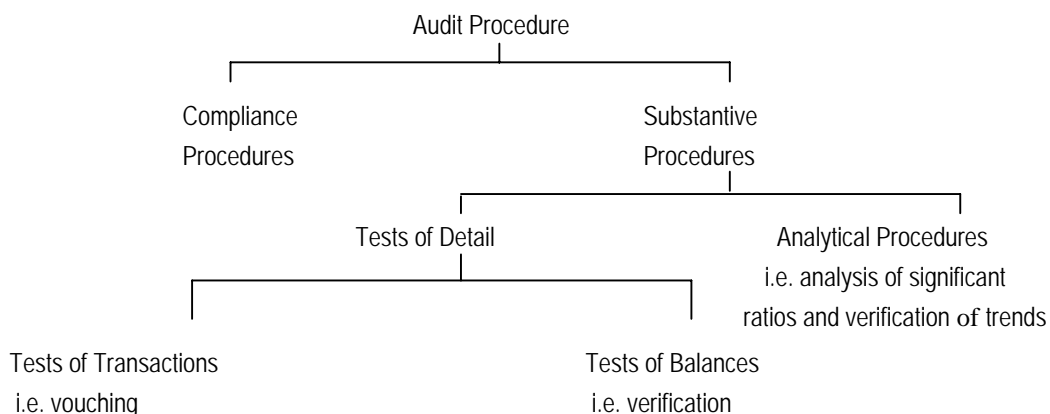 Audit Procedure
Compliance
Procedures
Substantive
Procedures
Tests of Detail
Analytical Procedures
i.e. analysis of significant
ratios and verification of trends
Tests of Transactions
i.e. vouching
Tests of Balances
i.e. verification